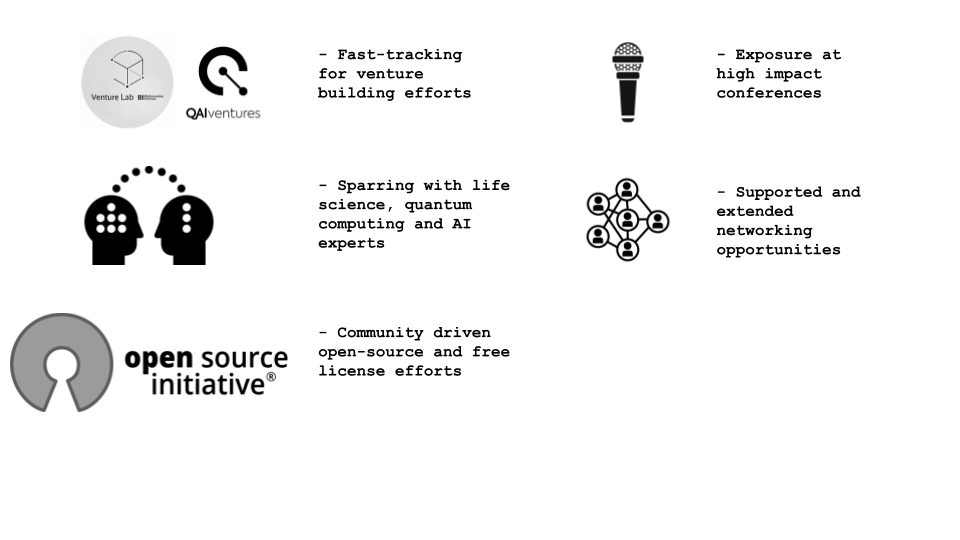 Venture Lab
QAIventures
- Fast-tracking
for venture
building efforts
- Exposure at
high impact
conferences
- Sparring with life
science, quantum
computing and AI
experts
- Supported and
extended
networking
opportunities
open source
initiative®
- Community driven
open-source and free
license efforts